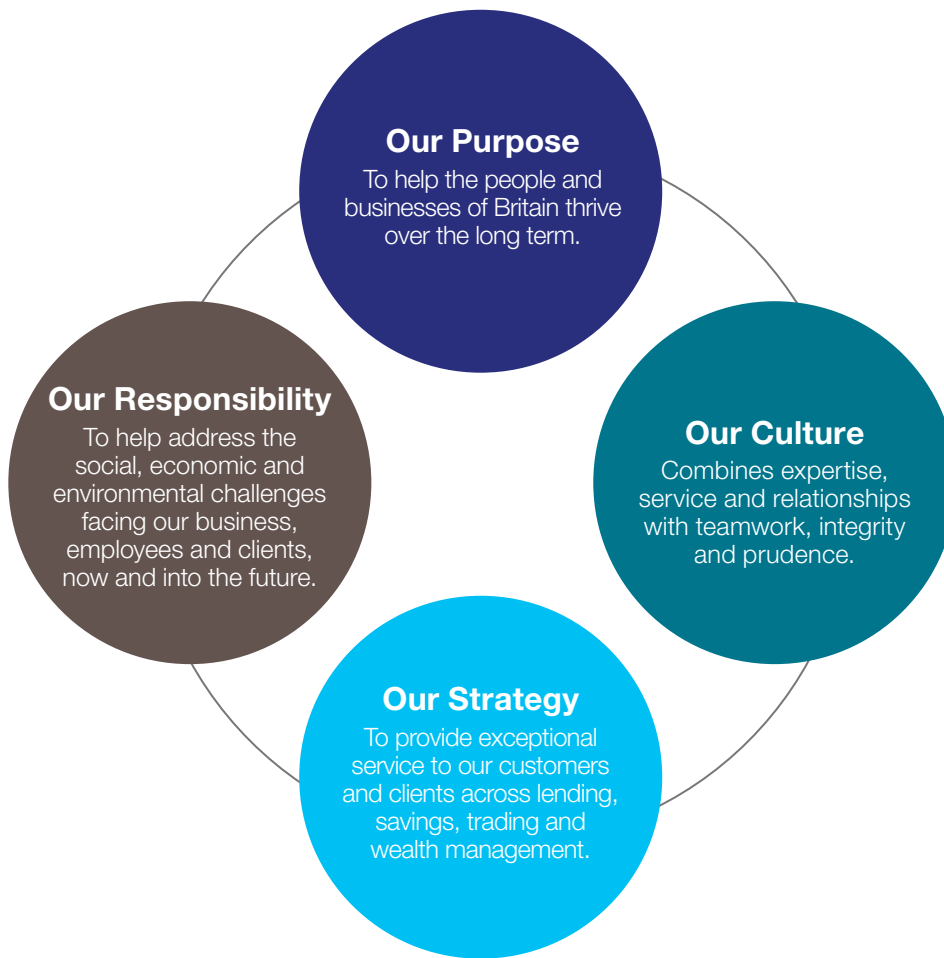 Our Purpose
To help the people and
businesses of Britain thrive
over the long term.
Our Responsibility
To help address the
social, economic and
environmental challenges
facing our business,
employees and clients,
now and into the future.
Our Culture
Combines expertise,
service and relationships
with teamwork, integrity
and prudence.
Our Strategy
To provide exceptional
service to our customers
and clients across lending,
savings, trading and
wealth management.